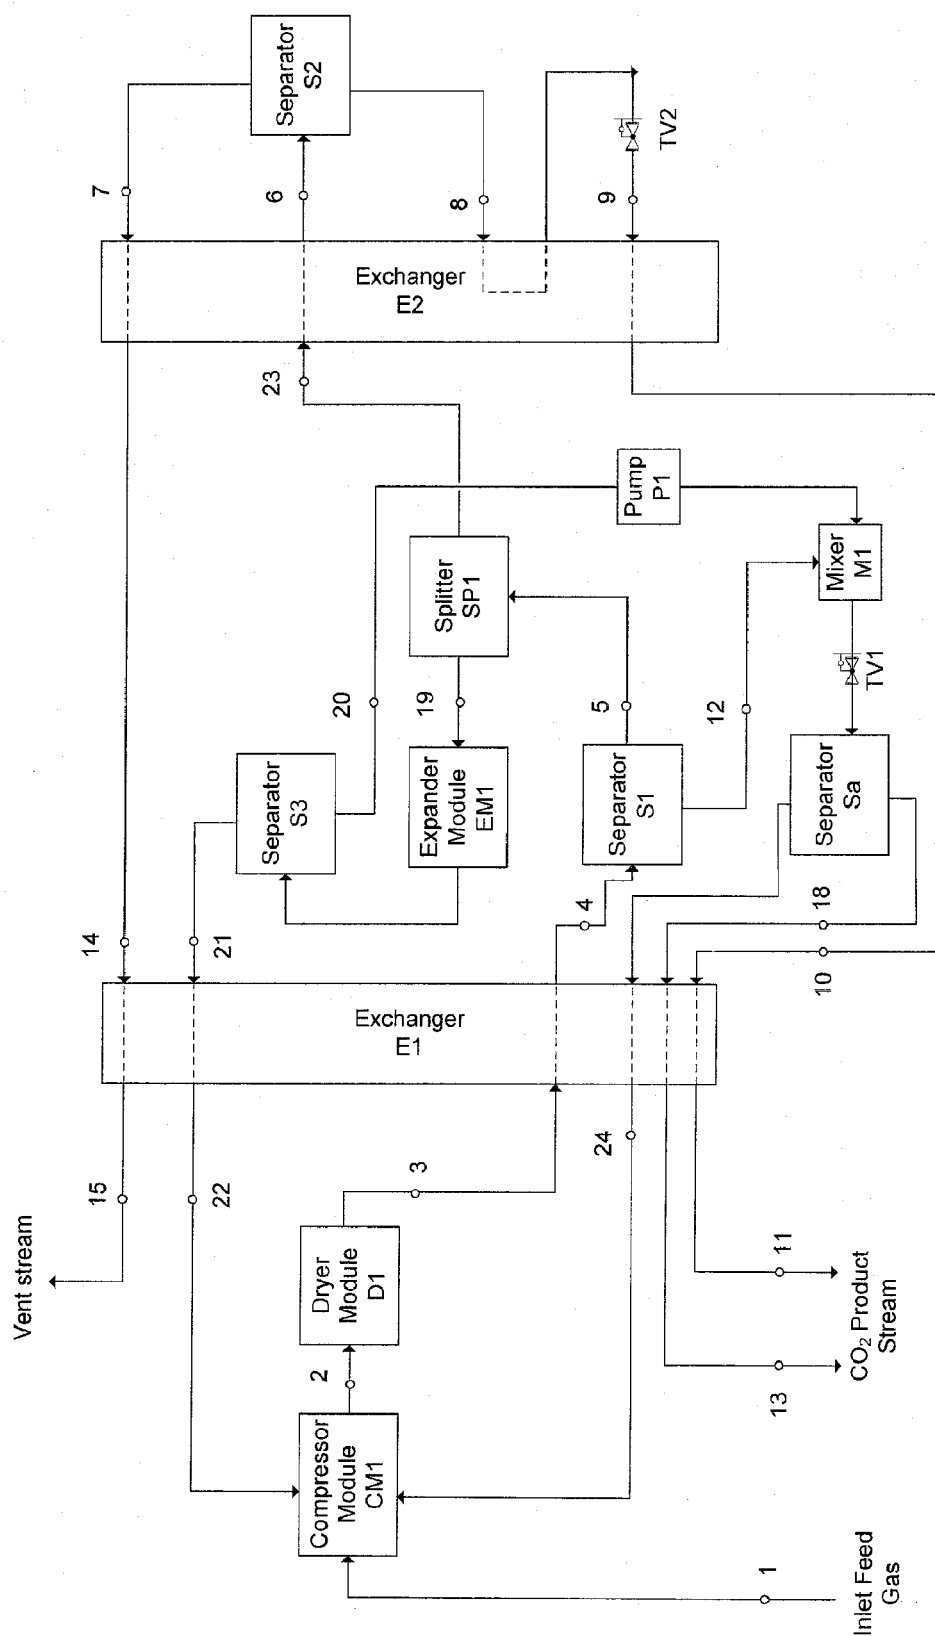 Separator
S2
7
6
8
9
TV2
Exchanger
E2
23
Pump
P1
Splitter
SP1
Mixer
M1
20
19
5
12
TV1
Separator
S3
Expander
Module
EM1
Separator
S1
Separator
Sa
14
21
4
18
10
Exchanger
E1
15
22
3
24
Vent stream
Dryer
Module
D1
11
2
13
CO₂ Product
Stream
Compressor
Module
CM1
1
Inlet Feed
Gas